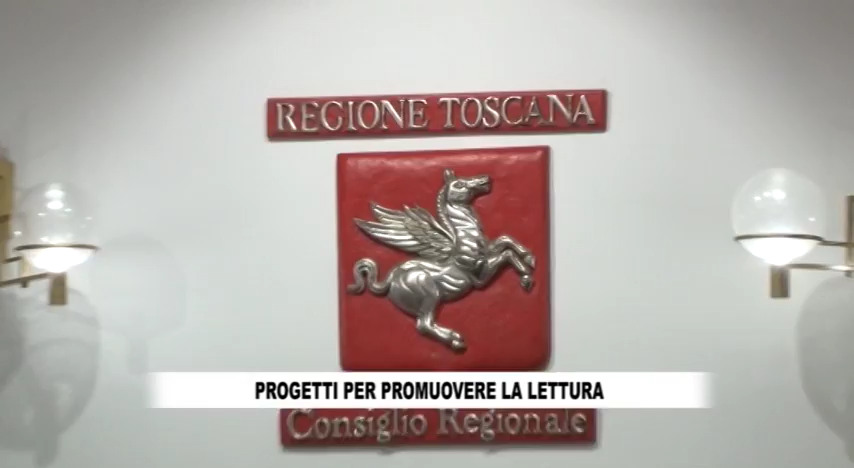 REGIONE TOSCANA
PROGETTI PER PROMUOVERE LA LETTURA
Consiglio Regionale